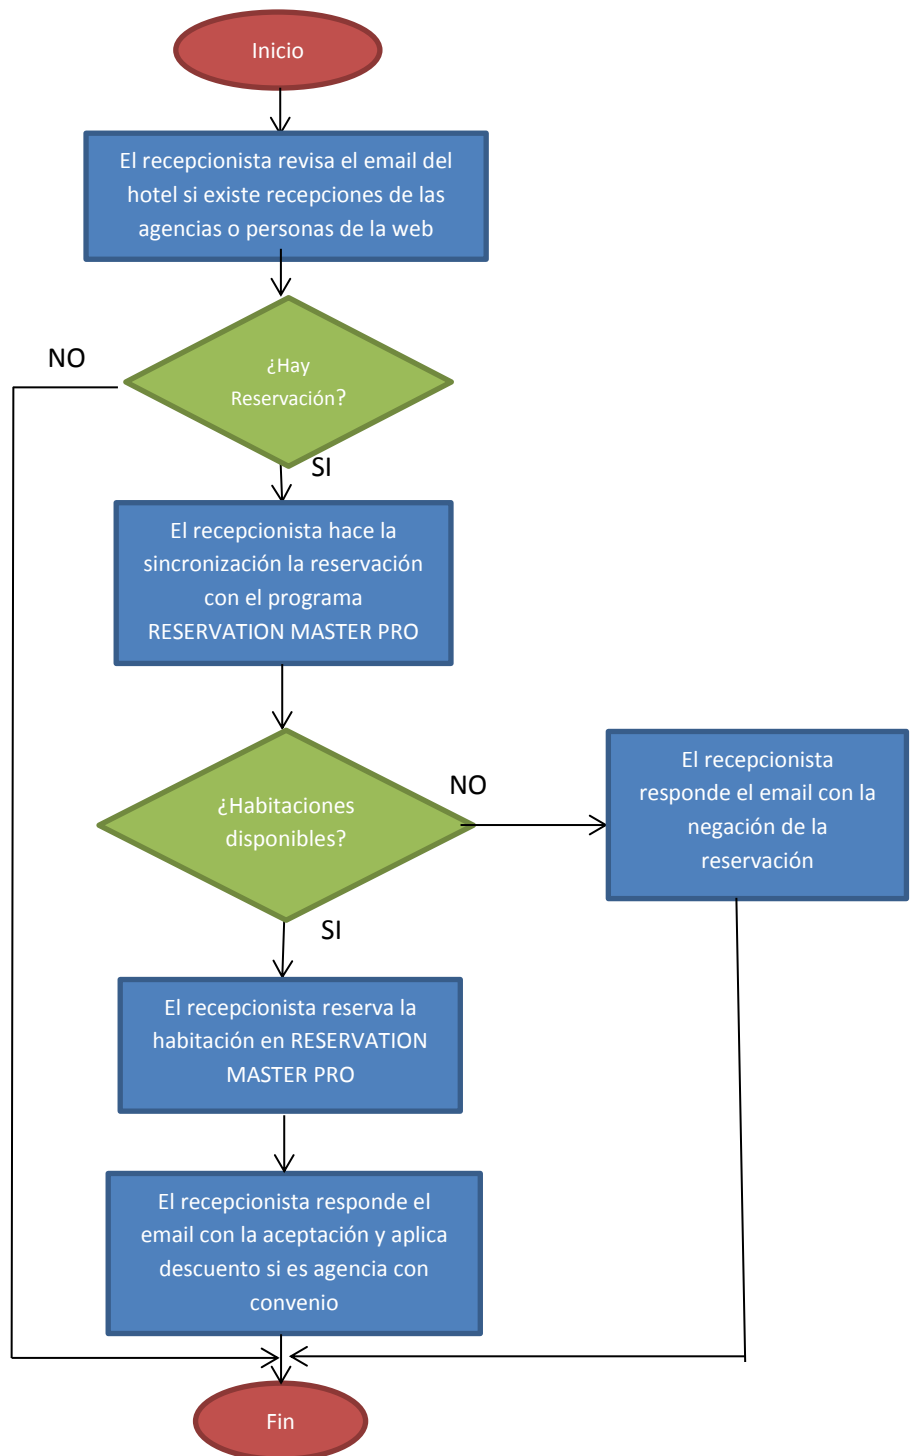 Inicio
El recepcionista revisa el email del
hotel si existe recepciones de las
agencias o personas de la web
NO
¿Hay
Reservación?
SI
El recepcionista hace la
sincronización la reservación
con el programa
RESERVATION MASTER PRO
¿Habitaciones
disponibles?
NO
El recepcionista
responde el email con la
negación de la
reservación
SI
El recepcionista reserva la
habitación en RESERVATION
MASTER PRO
El recepcionista responde el
email con la aceptación y aplica
descuento si es agencia con
convenio
Fin